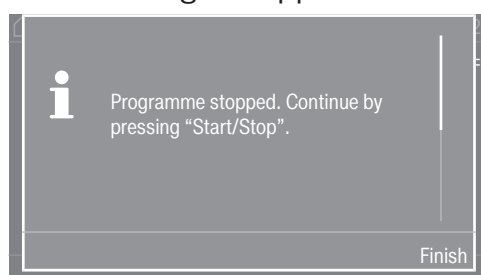 Programme stopped. Continue by
pressing “Start/Stop”.
Finish